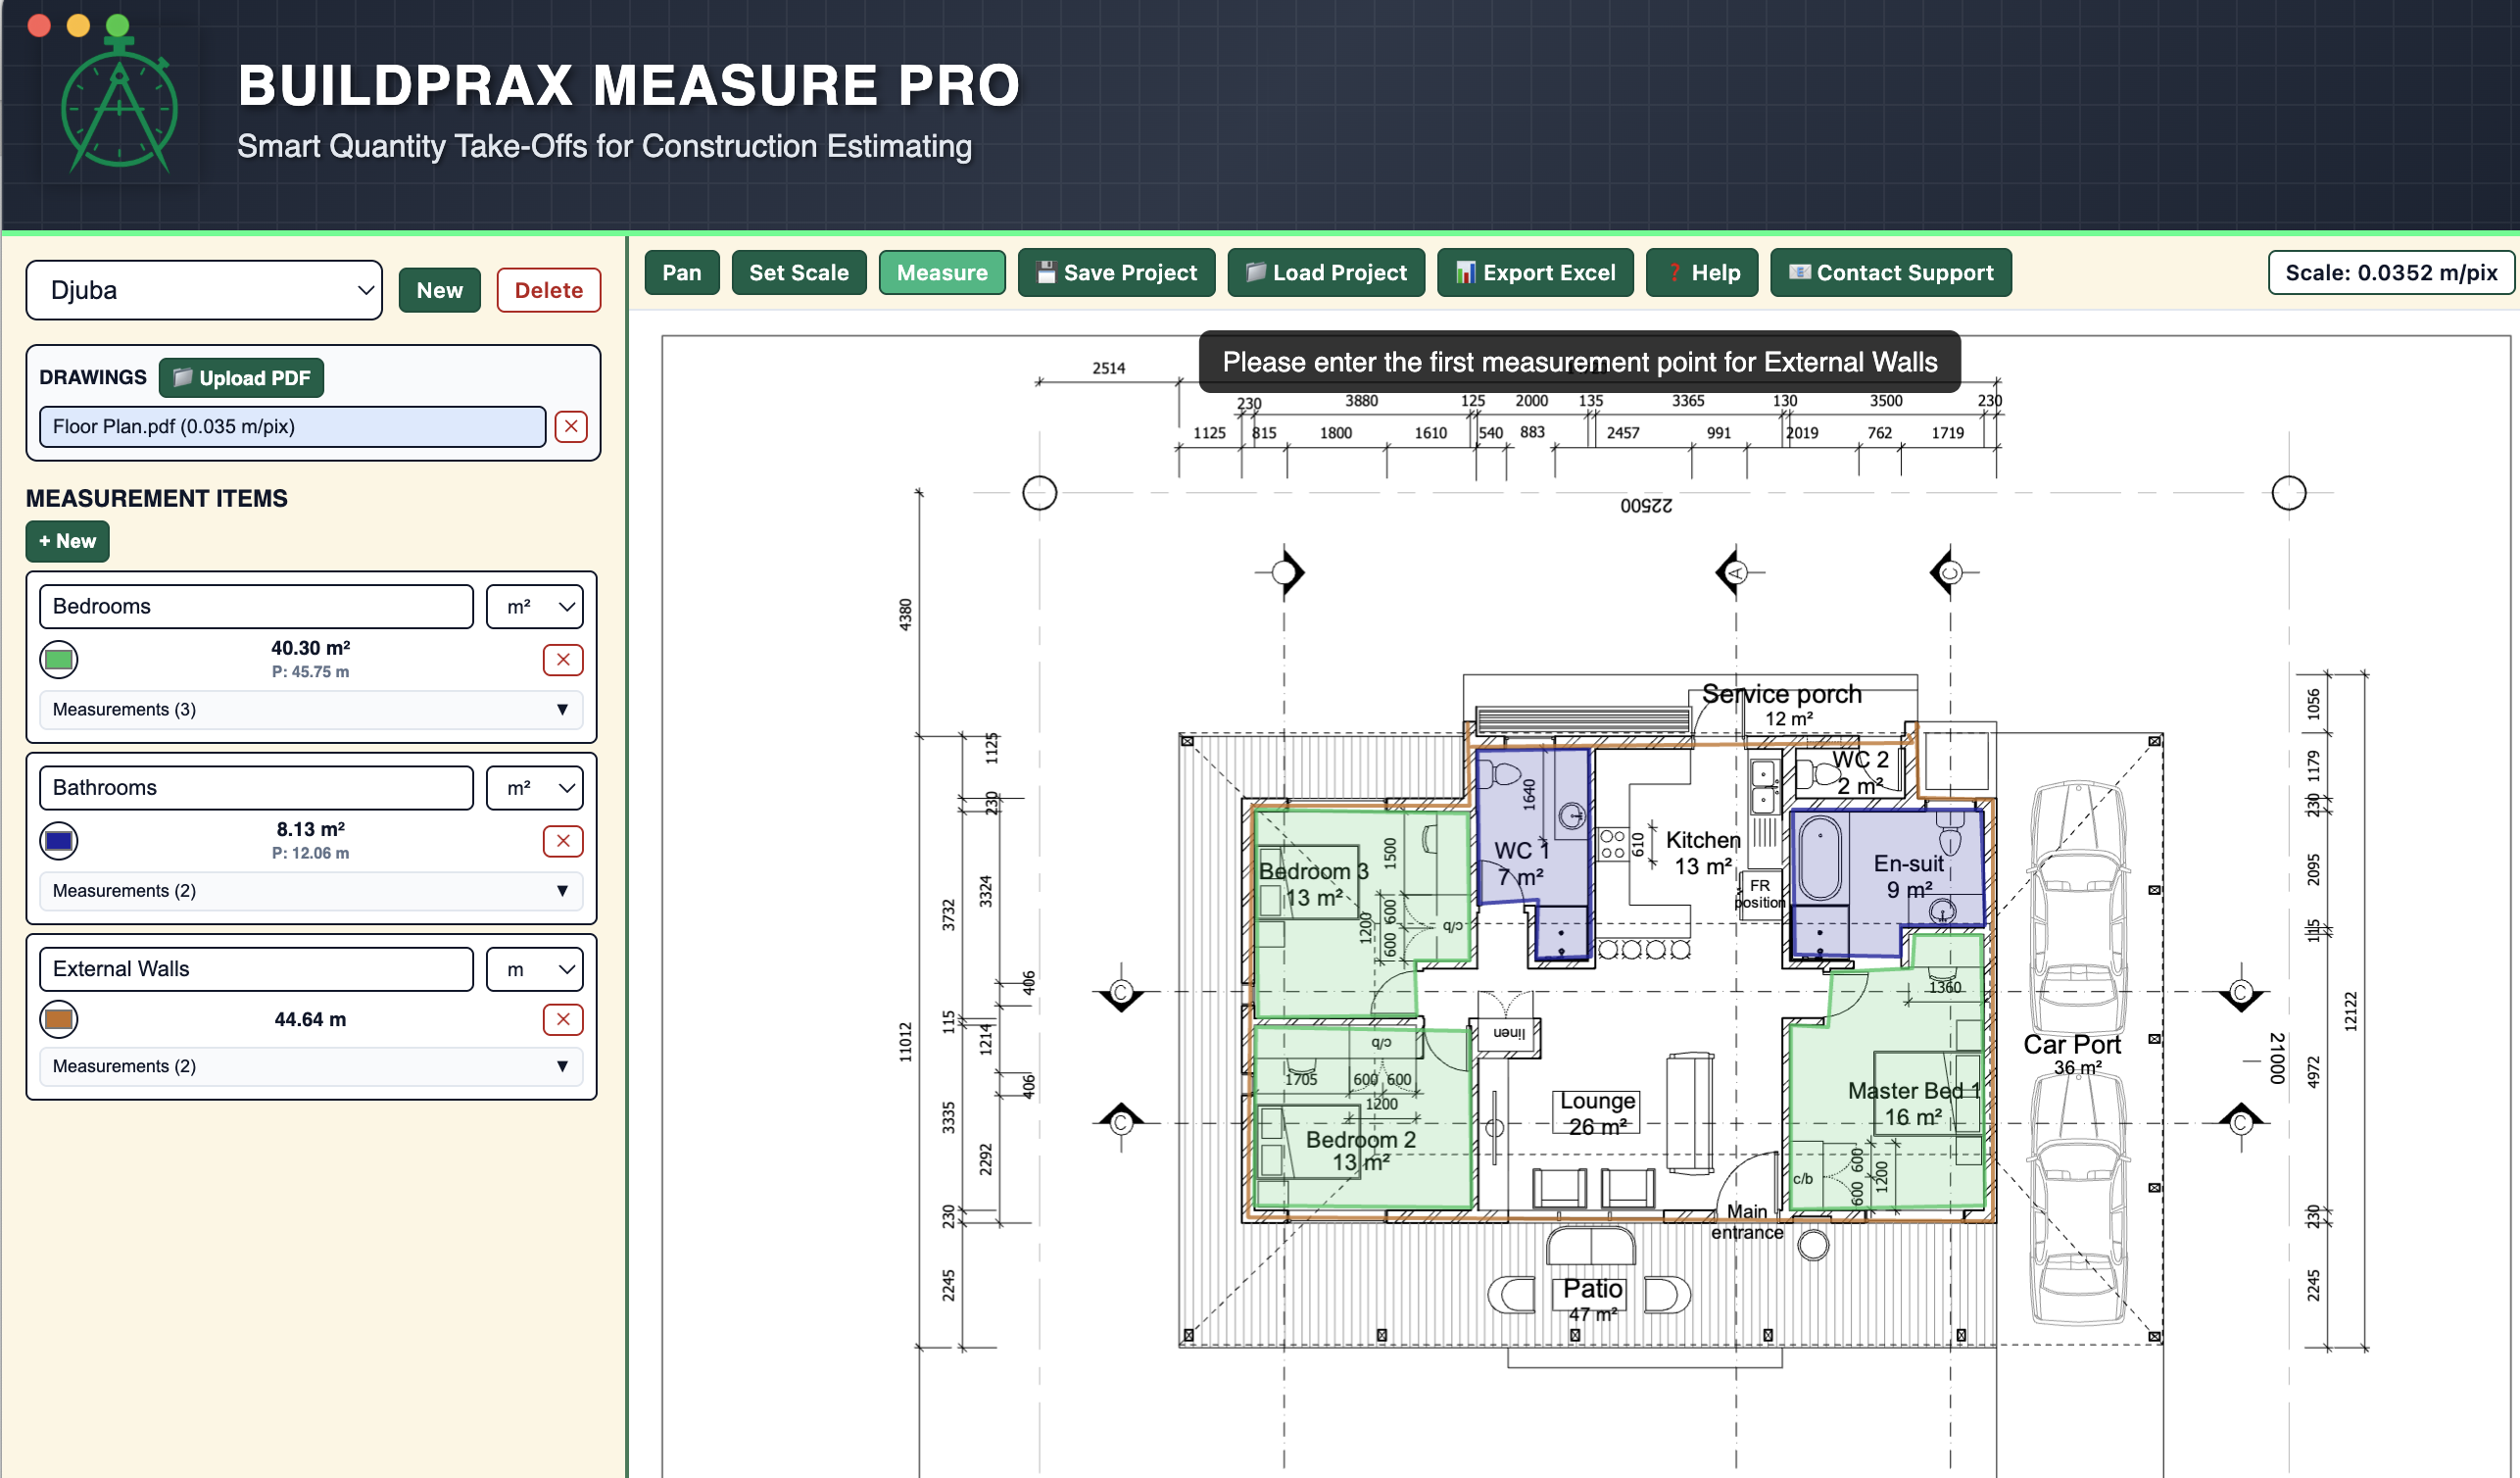 BUILDPRAX MEASURE PRO
Smart Quantity Take-Offs for Construction Estimating
Djuba
New
Delete
DRAWINGS
Upload PDF
Floor Plan.pdf (0.035 m/pix)
MEASUREMENT ITEMS
+ New
Bedrooms
m²
40.30 m²
P: 45.75 m
Measurements (3)
Bathrooms
m²
8.13 m²
P: 12.06 m
Measurements (2)
External Walls
m
44.64 m
Measurements (2)
Pan
Set Scale
Measure
Save Project
Load Project
Export Excel
Help
Contact Support
Scale: 0.0352 m/pix
Please enter the first measurement point for External Walls
2514
230 3880 125 2000 135 3365 130 3500 230
1125 815 1800 1610 540 883 2457 991 2019 762 1719
22500
A
C
4380
11012
3732
115
3335
230
2245
1125
230
3324
1214
2292
406
406
C
C
Service porch
12 m²
WC 2
2 m²
Bedroom 3
13 m²
1500
1200
600
600
c/b
1640
WC 1
7 m²
610
Kitchen
13 m²
FR
position
En-suit
9 m²
linen
1360
c/b
1705
600 600
1200
Bedroom 2
13 m²
Lounge
26 m²
Master Bed 1
16 m²
c/b
600
600
1200
Main
entrance
Patio
47 m²
Car Port
36 m²
C
C
1056
1179
230
2095
115
4972
230
2245
12122
21000